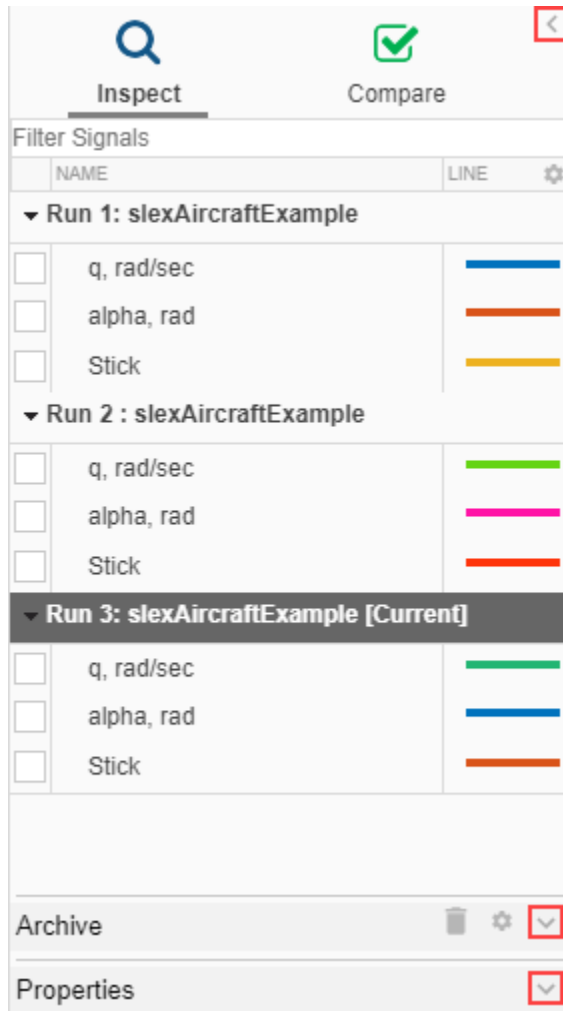 Inspect Compare
Filter Signals
NAME LINE
Run 1: slexAircraftExample
q, rad/sec
alpha, rad
Stick
Run 2 : slexAircraftExample
q, rad/sec
alpha, rad
Stick
Run 3: slexAircraftExample [Current]
q, rad/sec
alpha, rad
Stick
Archive
Properties